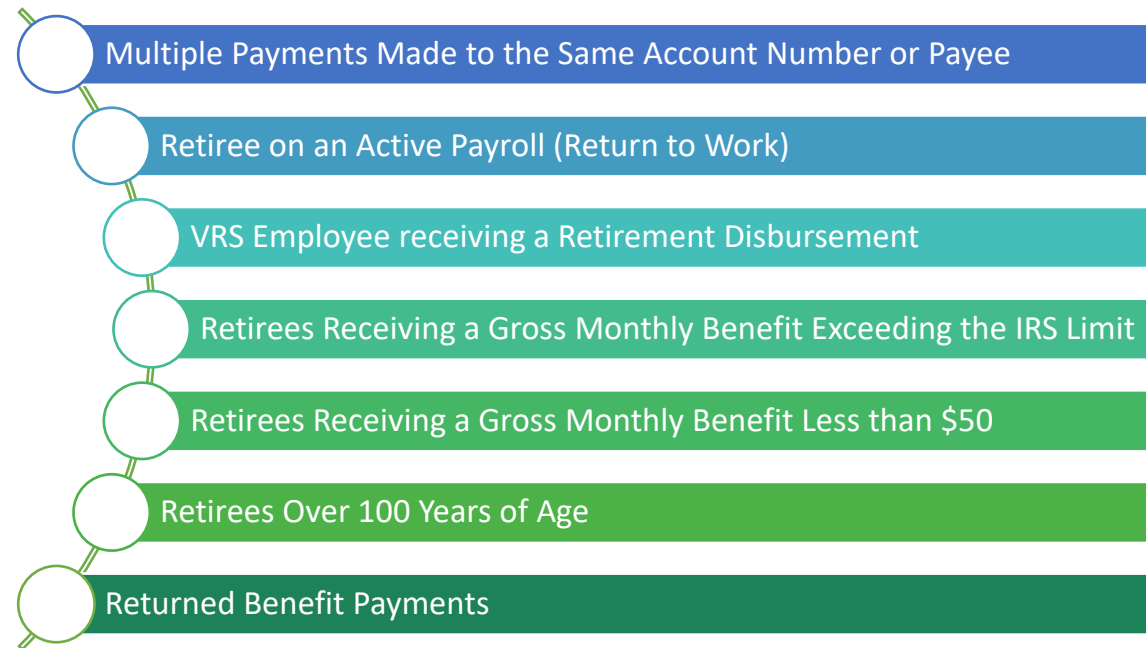 Multiple Payments Made to the Same Account Number or Payee
Retiree on an Active Payroll (Return to Work)
VRS Employee receiving a Retirement Disbursement
Retirees Receiving a Gross Monthly Benefit Exceeding the IRS Limit
Retirees Receiving a Gross Monthly Benefit Less than $50
Retirees Over 100 Years of Age
Returned Benefit Payments